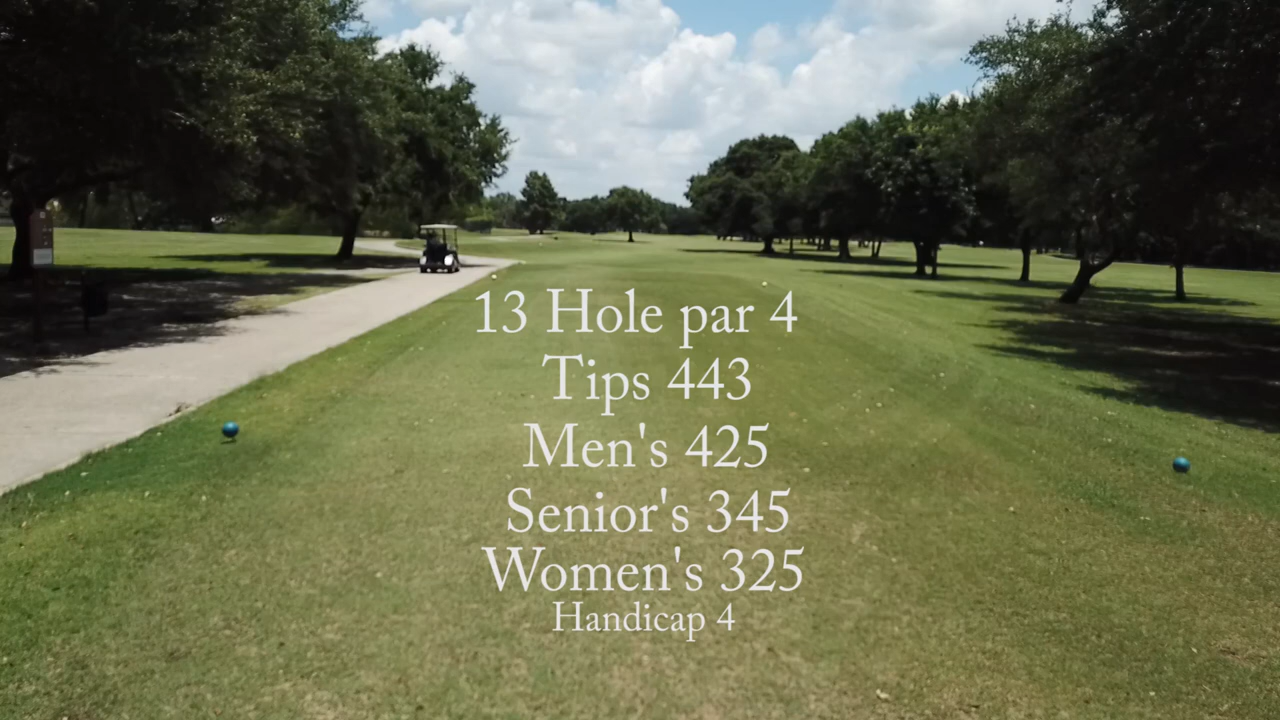 13 Hole par 4
Tips 443
Men's 425
Senior's 345
Women's 325
Handicap 4